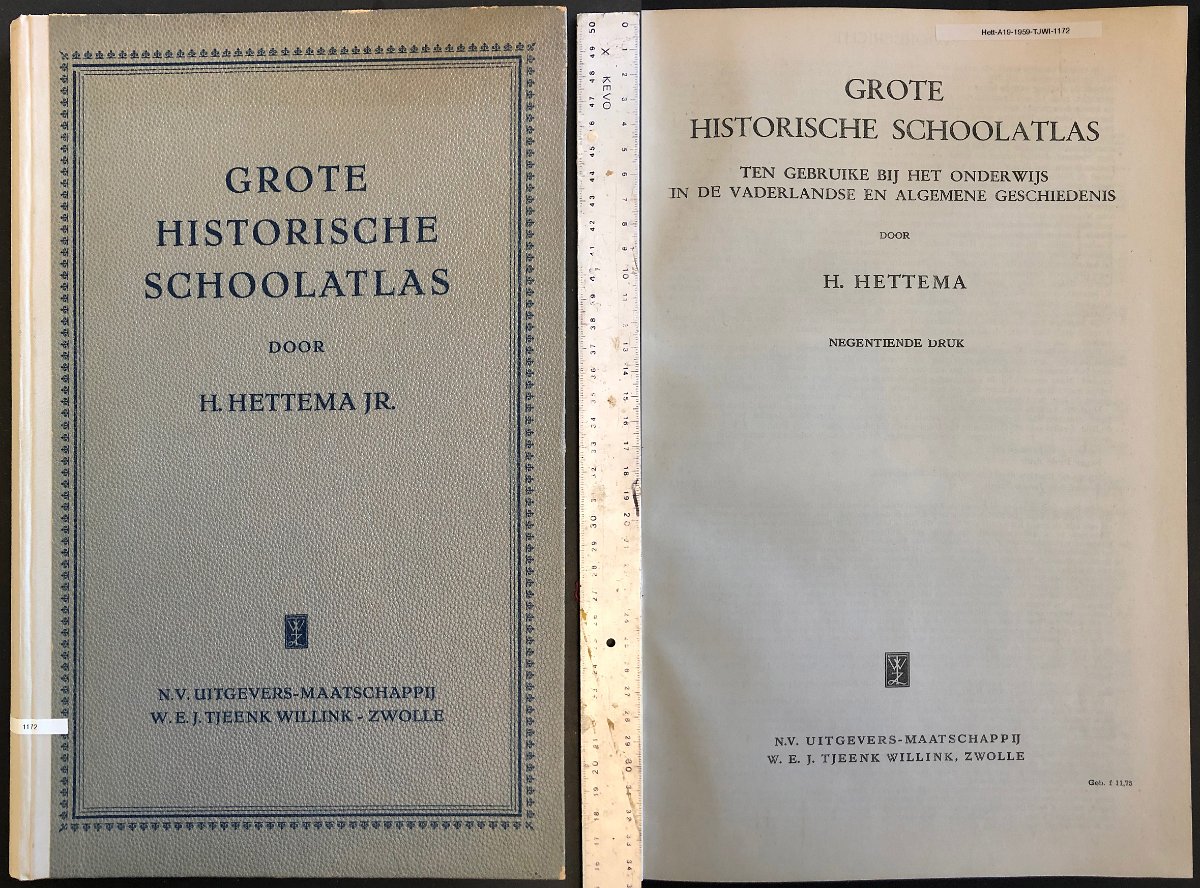 GROTE
HISTORISCHE
SCHOOLATLAS
DOOR
H. HETTEMA JR.
N.V. UITGEVERS-MAATSCHAPPIJ
W. E. J. TJEENK WILLINK - ZWOLLE
1172
KEVO
Hett-A19-1959-TJWI-1172
GROTE
HISTORISCHE SCHOOLATLAS
TEN GEBRUIKE BIJ HET ONDERWIJS
IN DE VADERLANDSE EN ALGEMENE GESCHIEDENIS
DOOR
H. HETTEMA
NEGENTIENDE DRUK
N.V. UITGEVERS-MAATSCHAPPIJ
W. E. J. TJEENK WILLINK, ZWOLLE
Geb. f 11,75